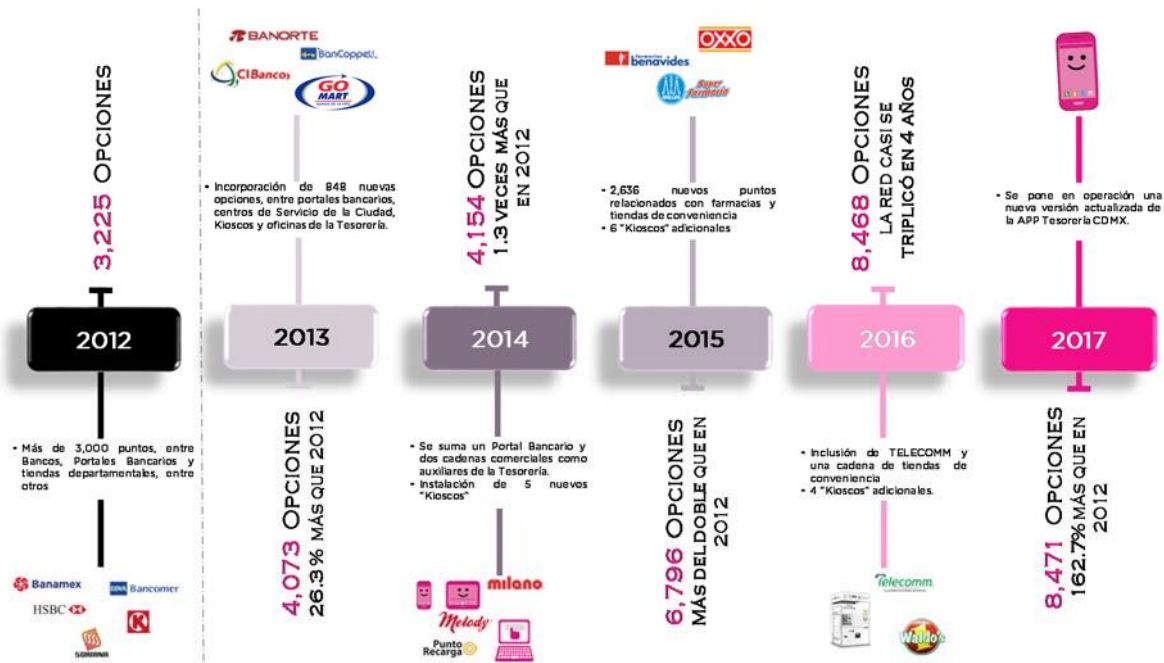 3,225 OPCIONES
2012
• Más de 3,000 puntos, entre
Bancos, Portales Bancarios y
tiendas departamentales, entre
otros
Banamex
BBVA Bancomer
HSBC
K
SORIANA
BANORTE
BanCoppel
CIBanco
GO
MART
• Incorporación de 848 nuevas
opciones, entre portales bancarios,
centros de Servicio de la Ciudad,
Kioscos y oficinas de la Tesorería.
2013
4,073 OPCIONES
26.3% MÁS QUE 2012
4,154 OPCIONES
1.3 VECES MÁS QUE
EN 2012
2014
• Se suma un Portal Bancario y
dos cadenas comerciales como
auxiliares de la Tesorería.
• Instalación de 5 nuevos
"Kioscos"
milano
Melody
Punto
Recarga
OXXO
farmacias
benavides
Super
Farmacia
• 2,636 nuevos puntos
relacionados con farmacias y
tiendas de conveniencia
• 6 "Kioscos" adicionales
2015
6,796 OPCIONES
MÁS DEL DOBLE QUE EN
2012
8,468 OPCIONES
LA RED CASI SE
TRIPLICÓ EN 4 AÑOS
2016
• Inclusión de TELECOMM y
una cadena de tiendas de
conveniencia
• 4 "Kioscos" adicionales.
Telecomm
Waldo's
• Se pone en operación una
nueva versión actualizada de
la APP Tesorería CDMX.
2017
8,471 OPCIONES
162.7% MÁS QUE EN
2012